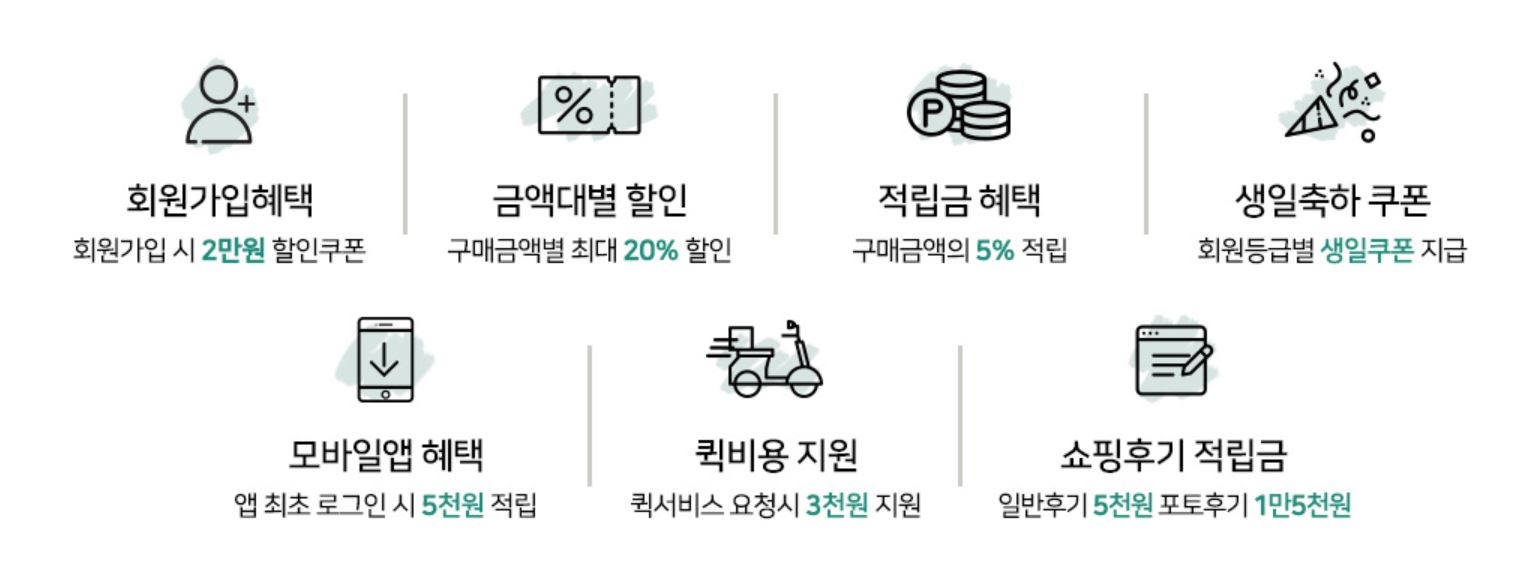 회원가입혜택
회원가입 시 2만원 할인쿠폰
금액대별 할인
구매금액별 최대 20% 할인
P
적립금 혜택
구매금액의 5% 적립
생일축하 쿠폰
회원등급별 생일쿠폰 지급
모바일앱 혜택
앱 최초 로그인 시 5천원 적립
퀵비용 지원
퀵서비스 요청시 3천원 지원
쇼핑후기 적립금
일반후기 5천원 포토후기 1만5천원